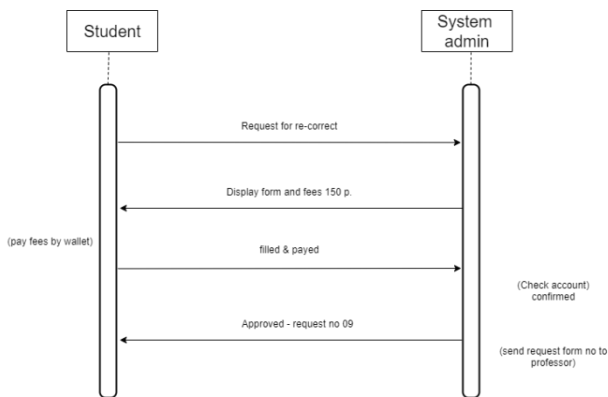 Student
System
admin
Request for re-correct
Display form and fees 150 p.
(pay fees by wallet)
filled & payed
(Check account)
confirmed
Approved - request no 09
(send request form no to
professor)